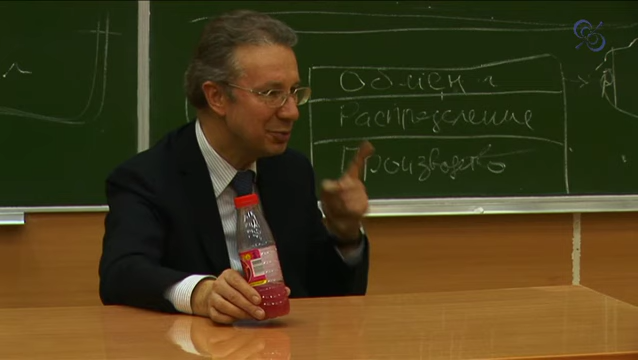 Обмен
Распределение
Производство